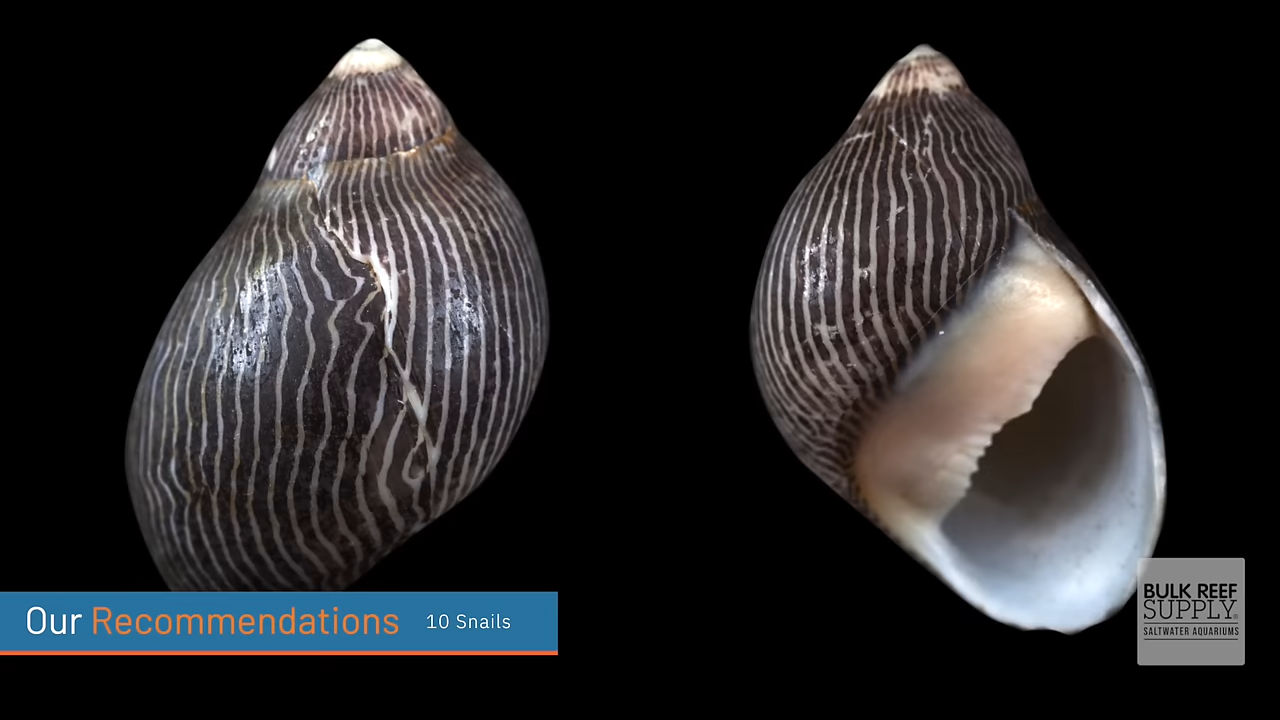 Our Recommendations 10 Snails
BULK REEF
SUPPLY®
SALTWATER AQUARIUMS